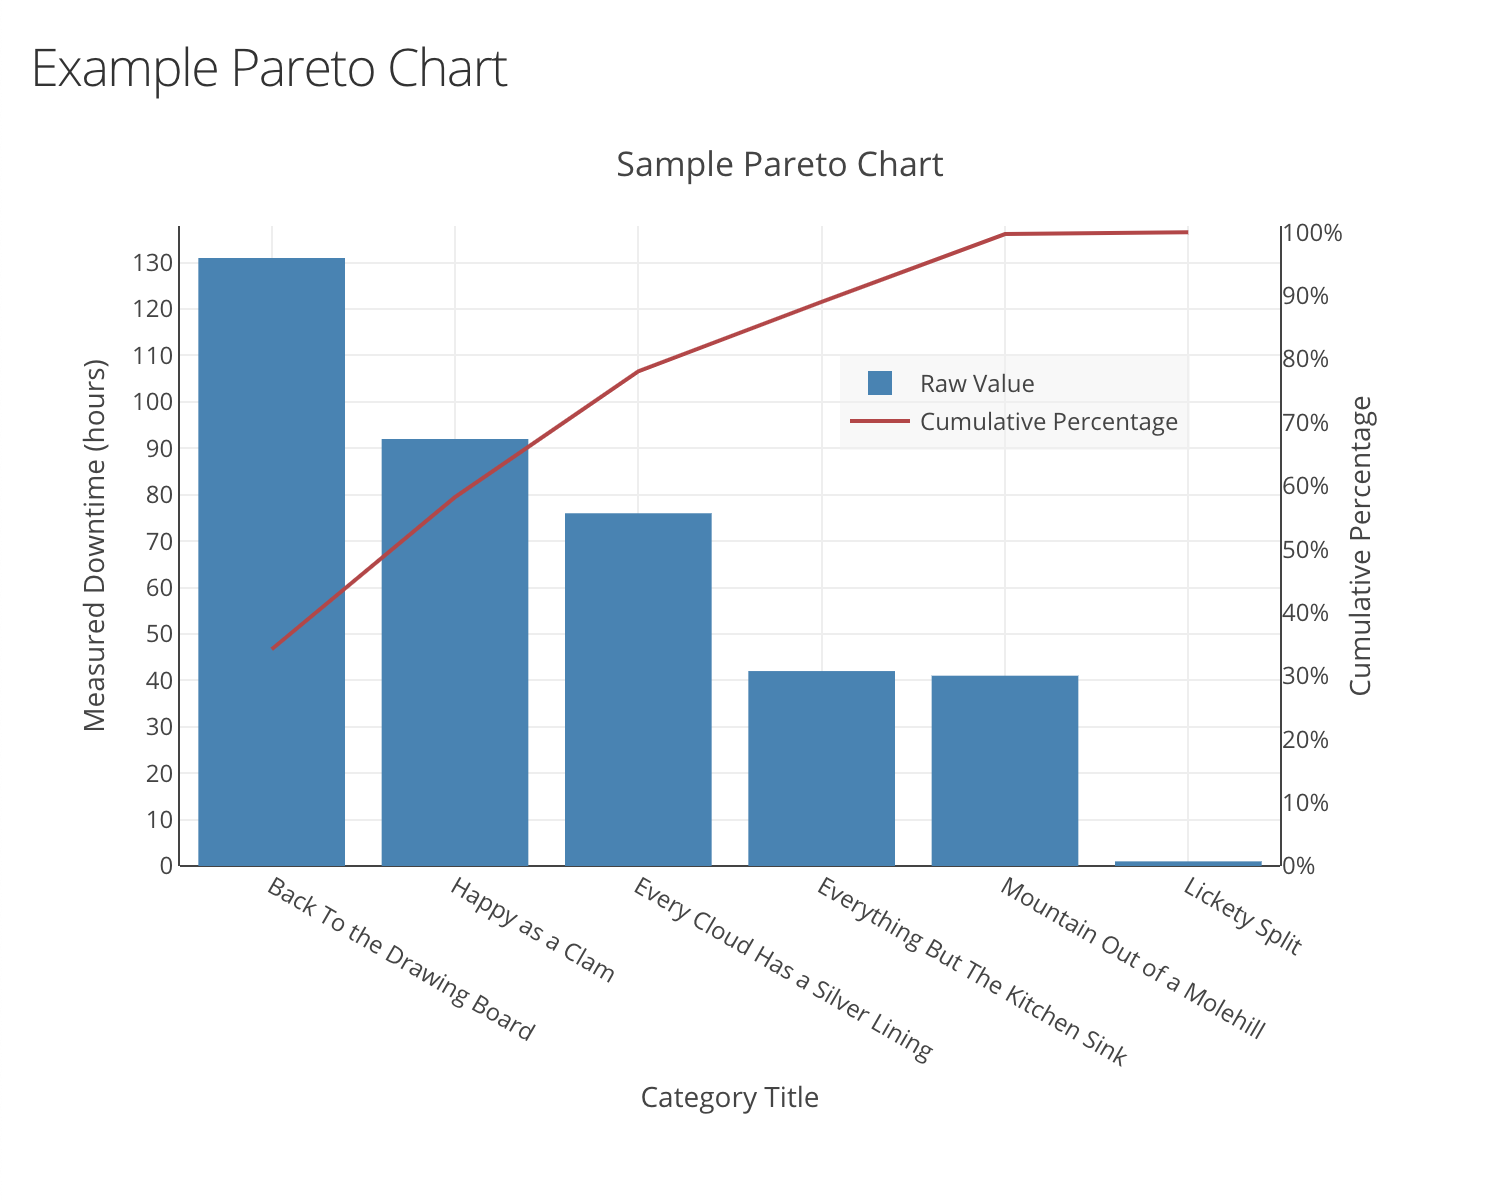 Example Pareto Chart
Sample Pareto Chart
130
120
110
100
90
80
70
60
50
40
30
20
10
0
Measured Downtime (hours)
100%
90%
80%
70%
60%
50%
40%
30%
20%
10%
0%
Cumulative Percentage
Raw Value
Cumulative Percentage
Back To the Drawing Board
Happy as a Clam
Every Cloud Has a Silver Lining
Everything But The Kitchen Sink
Mountain Out of a Molehill
Lickety Split
Category Title